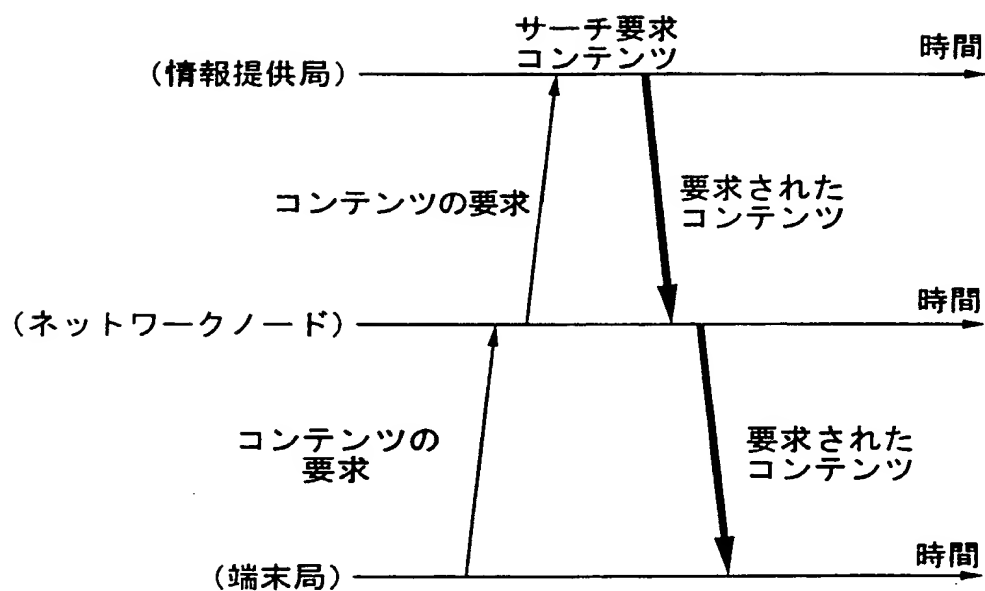 サーチ要求
コンテンツ
時間
(情報提供局)
コンテンツの要求
要求された
コンテンツ
時間
(ネットワークノード)
コンテンツの
要求
要求された
コンテンツ
時間
(端末局)